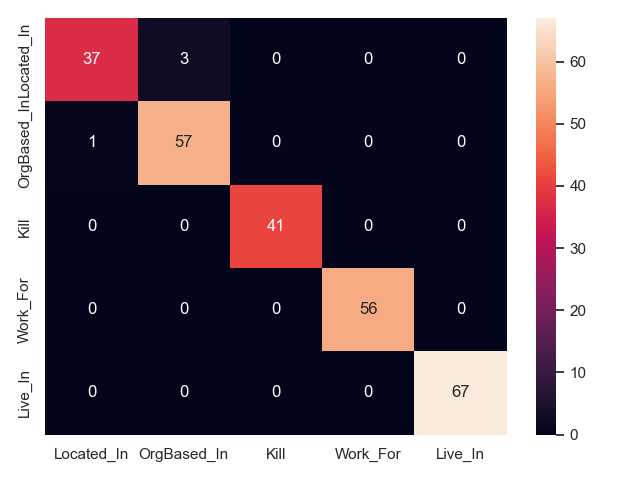 Located_In
37 3 0 0 0
OrgBased_In
1 57 0 0 0
Kill
0 0 41 0 0
Work_For
0 0 0 56 0
Live_In
0 0 0 0 67
Located_In OrgBased_In Kill Work_For Live_In
60
50
40
30
20
10
0